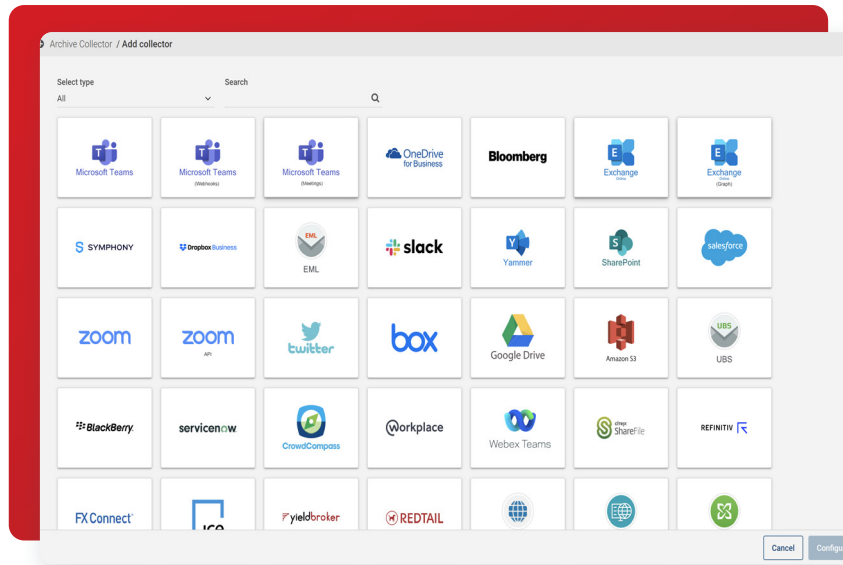 Archive Collector / Add collector
Select type
Search
All
Microsoft Teams
Microsoft Teams
(Webhooks)
Microsoft Teams
(Meetings)
OneDrive
for Business
Bloomberg
Exchange
Online
Exchange
Online
(Graph)
SYMPHONY
Dropbox Business
EML
EML
slack
Yammer
SharePoint
salesforce
zoom
zoom
API
twitter
box
Google Drive
Amazon S3
UBS
UBS
BlackBerry
servicenow
CrowdCompass
workplace
Webex Teams
citrix
ShareFile
REFINITIV
FX Connect
yieldbroker
REDTAIL
Cancel